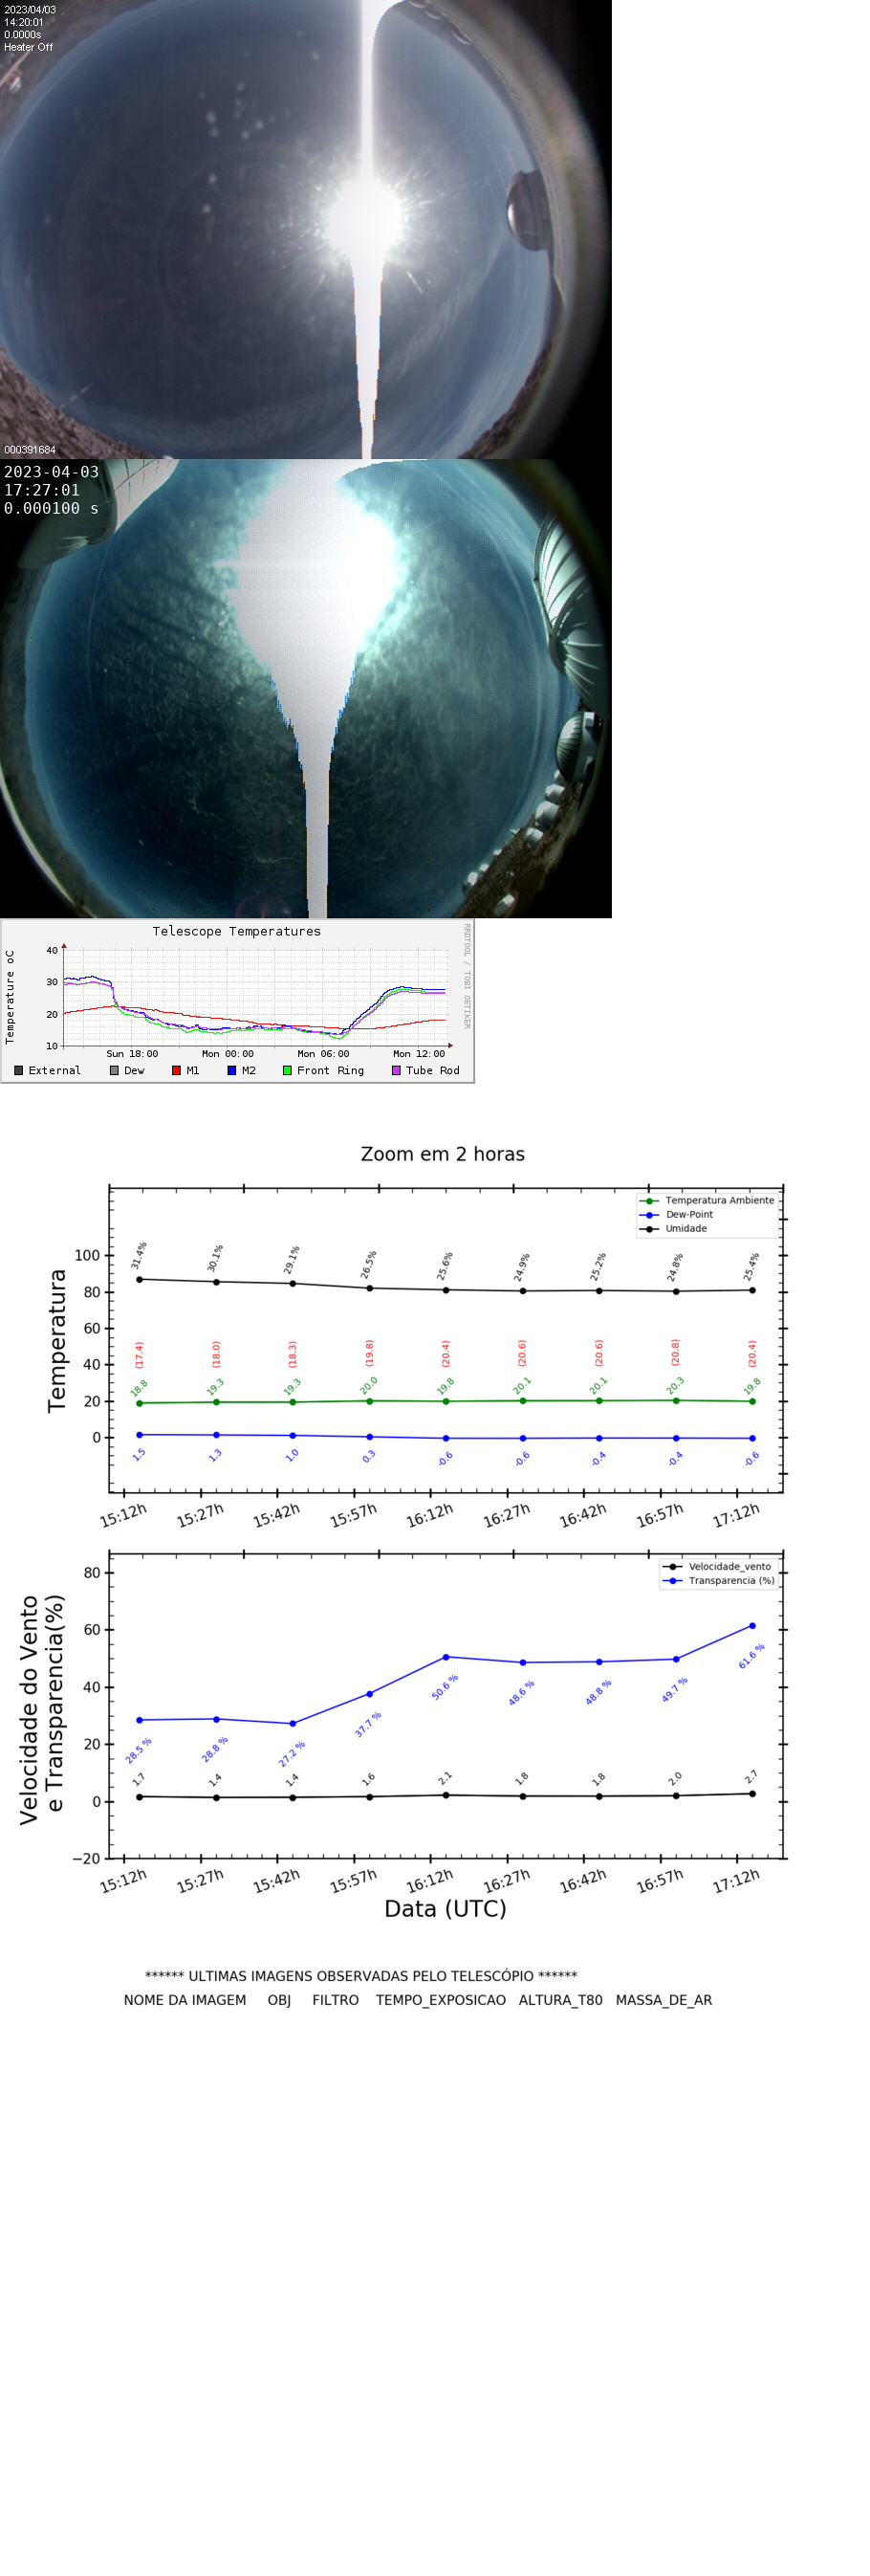 2023/04/03
14:20:01
0.0000s
Heater Off
000391684
2023-04-03
17:27:01
0.000100 s
Telescope Temperatures
RRDTOOL / TOBI OETIKER
Temperature oC
40
30
20
10
Sun 18:00 Mon 00:00 Mon 06:00 Mon 12:00
External Dew M1 M2 Front Ring Tube Rod
Zoom em 2 horas
Temperatura Ambiente
Dew-Point
Umidade
Temperatura
100
80
60
40
20
0
31.4% 30.1% 29.1% 26.5% 25.6% 24.9% 25.2% 24.8% 25.4%
(17.4) (18.0) (18.3) (19.8) (20.4) (20.6) (20.6) (20.8) (20.4)
18.8 19.3 19.3 20.0 19.8 20.1 20.1 20.3 19.8
1.5 1.3 1.0 0.3 -0.6 -0.6 -0.4 -0.4 -0.6
15:12h 15:27h 15:42h 15:57h 16:12h 16:27h 16:42h 16:57h 17:12h
Velocidade_vento
Transparencia (%)
Velocidade do Vento
e Transparencia(%)
80
60
40
20
0
−20
28.5 % 28.8 % 27.2 % 37.7 % 50.6 % 48.6 % 48.8 % 49.7 % 61.6 %
1.7 1.4 1.4 1.6 2.1 1.8 1.8 2.0 2.7
15:12h 15:27h 15:42h 15:57h 16:12h 16:27h 16:42h 16:57h 17:12h
Data (UTC)
****** ULTIMAS IMAGENS OBSERVADAS PELO TELESCÓPIO ******
NOME DA IMAGEM OBJ FILTRO TEMPO_EXPOSICAO ALTURA_T80 MASSA_DE_AR